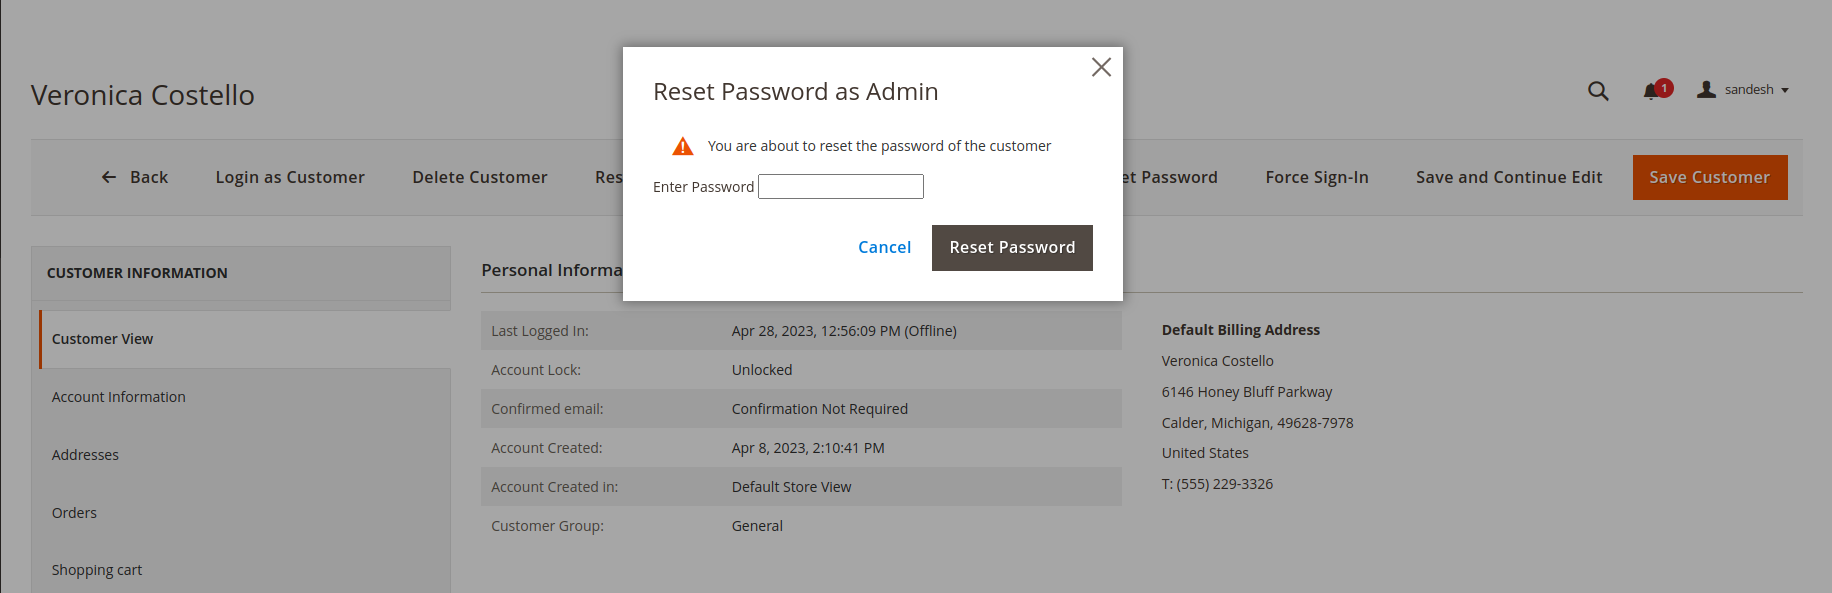 Veronica Costello
1
sandesh
Back
Login as Customer
Delete Customer
Force Sign-In
Save and Continue Edit
Save Customer
Reset Password as Admin
You are about to reset the password of the customer
Enter Password
Cancel
Reset Password
Res
et Password
CUSTOMER INFORMATION
Customer View
Account Information
Addresses
Orders
Shopping cart
Personal Informa
Last Logged In: Apr 28, 2023, 12:56:09 PM (Offline)
Account Lock: Unlocked
Confirmed email: Confirmation Not Required
Account Created: Apr 8, 2023, 2:10:41 PM
Account Created in: Default Store View
Customer Group: General
Default Billing Address
Veronica Costello
6146 Honey Bluff Parkway
Calder, Michigan, 49628-7978
United States
T: (555) 229-3326